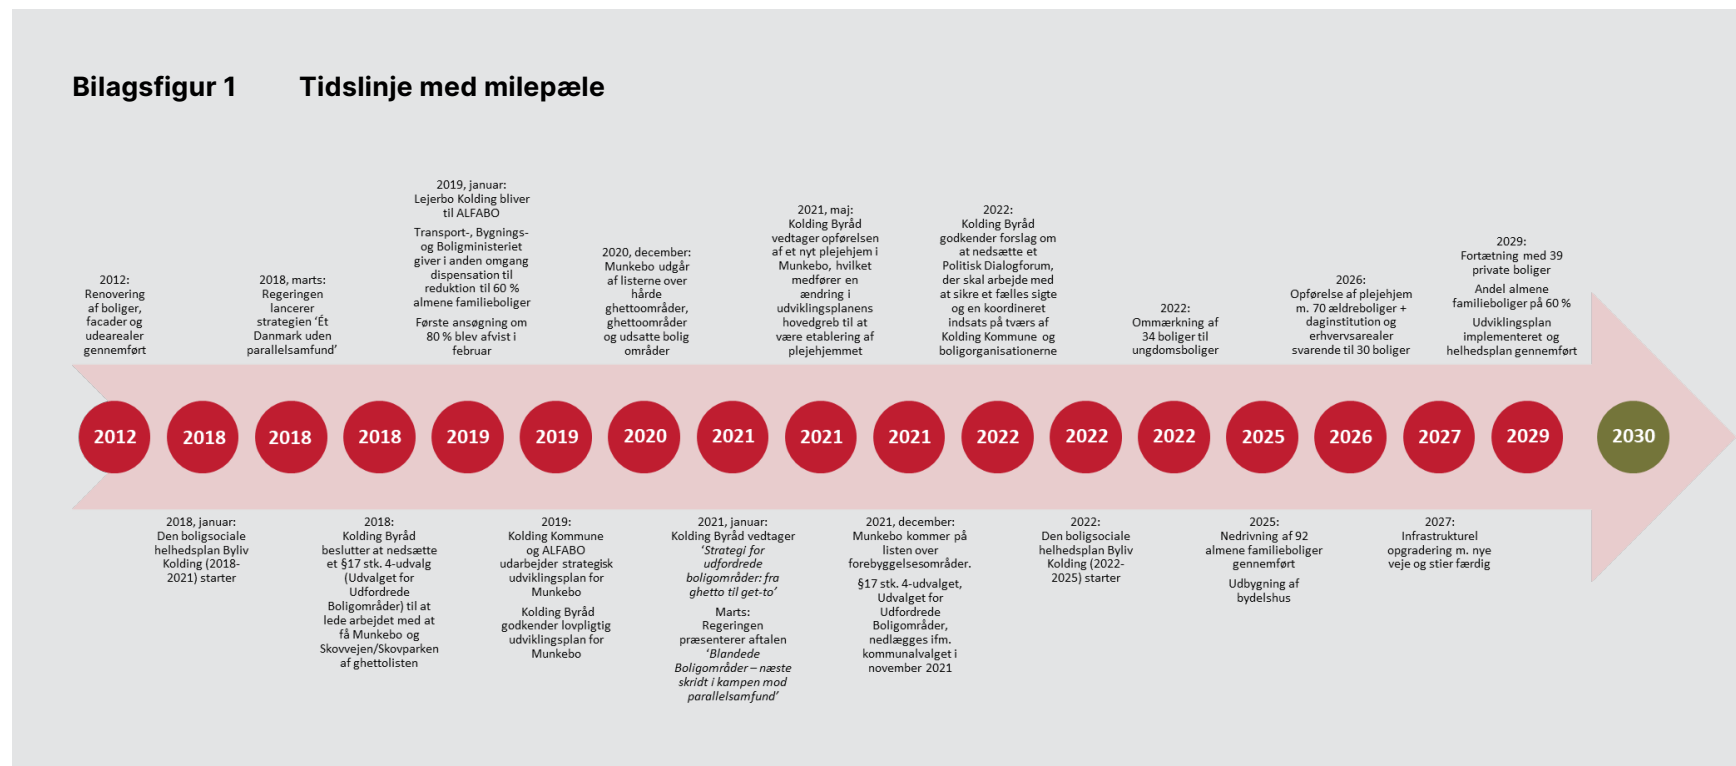 Bilagsfigur 1 Tidslinje med milepæle
2012:
Renovering
af boliger,
facader og
udearealer
gennemført
2018, marts:
Regeringen
lancerer
strategien ‘Ét
Danmark uden
parallelsamfund’
2019, januar:
Lejerbo Kolding bliver
til ALFABO
Transport-, Bygnings-
og Boligministeriet
giver i anden omgang
dispensation til
reduktion til 60 %
almene familieboliger
Første ansøgning om
80 % blev afvist i
februar
2020, december:
Munkebo udgår
af listerne over
hårde
ghettoområder,
ghettoområder
og udsatte bolig
områder
2021, maj:
Kolding Byråd
vedtager opførelsen
af et nyt plejehjem i
Munkebo, hvilket
medfører en
ændring i
udviklingsplanens
hovedgreb til at
være etablering af
plejehjemmet
2022:
Kolding Byråd
godkender forslag om
at nedsætte et
Politisk Dialogforum,
der skal arbejde med
at sikre et fælles sigte
og en koordineret
indsats på tværs af
Kolding Kommune og
boligorganisationerne
2022:
Ommærkning af
34 boliger til
ungdomsboliger
2026:
Opførelse af plejehjem
m. 70 ældreboliger +
daginstitution og
erhvervsarealer
svarende til 30 boliger
2029:
Fortætning med 39
private boliger
Andel almene
familieboliger på 60 %
Udviklingsplan
implementeret og
helhedsplan gennemført
2012 2018 2018 2018 2019 2019 2020 2021 2021 2021 2022 2022 2022 2025 2026 2027 2029 2030
2018, januar:
Den boligsociale
helhedsplan Byliv
Kolding (2018-
2021) starter
2018:
Kolding Byråd
beslutter at nedsætte
et §17 stk. 4-udvalg
(Udvalget for
Udfordrede
Boligområder) til at
lede arbejdet med at
få Munkebo og
Skovvejen/Skovparken
af ghettolisten
2019:
Kolding Kommune
og ALFABO
udarbejder strategisk
udviklingsplan for
Munkebo
Kolding Byråd
godkender lovpligtig
udviklingsplan for
Munkebo
2021, januar:
Kolding Byråd vedtager
‘Strategi for
udfordrede
boligområder: fra
ghetto til get-to’
Marts:
Regeringen
præsenterer aftalen
‘Blandede
Boligområder – næste
skridt i kampen mod
parallelsamfund’
2021, december:
Munkebo kommer på
listen over
forebyggelsesområder.
§17 stk. 4-udvalget,
Udvalget for
Udfordrede
Boligområder,
nedlægges ifm.
kommunalvalget i
november 2021
2022:
Den boligsociale
helhedsplan Byliv
Kolding (2022-
2025) starter
2025:
Nedrivning af 92
almene familieboliger
gennemført
Udbygning af
bydelshus
2027:
Infrastrukturel
opgradering m. nye
veje og stier færdig